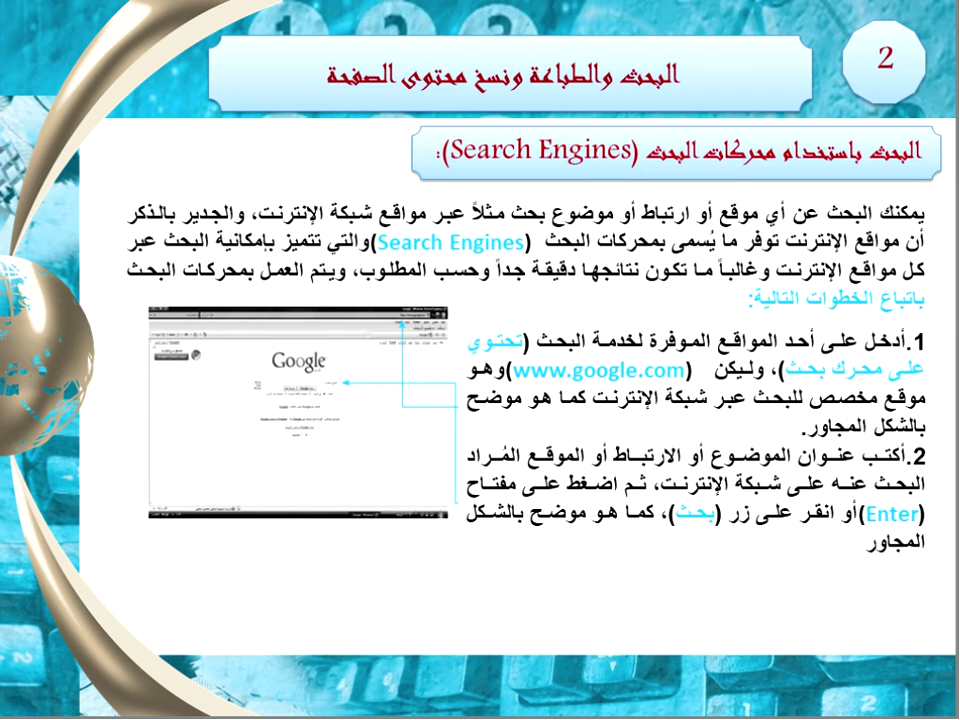 2
البحث والطباعة ونسخ محتوى الصفحة
البحث باستخدام محركات البحث (Search Engines):
يمكنك البحث عن أي موقع أو ارتباط أو موضوع بحث مثلاً عبر مواقع شبكة الإنترنت، والجدير بالذكر
أن مواقع الإنترنت توفر ما يُسمى بمحركات البحث (Search Engines)والتي تتميز بإمكانية البحث عبر
كل مواقع الإنترنت وغالباً ما تكون نتائجها دقيقة جداً وحسب المطلوب، ويتم العمل بمحركات البحث
باتباع الخطوات التالية:
1.أدخل على أحد المواقع الموفرة لخدمة البحث (تحتوي
على محرك بحث)، وليكن (www.google.com)وهو
موقع مخصص للبحث عبر شبكة الإنترنت كما هو موضح
بالشكل المجاور.
2.أكتب عنوان الموضوع أو الارتباط أو الموقع المُراد
البحث عنه على شبكة الإنترنت، ثم اضغط على مفتاح
(Enter)أو انقر على زر (بحث)، كما هو موضح بالشكل
المجاور
Google